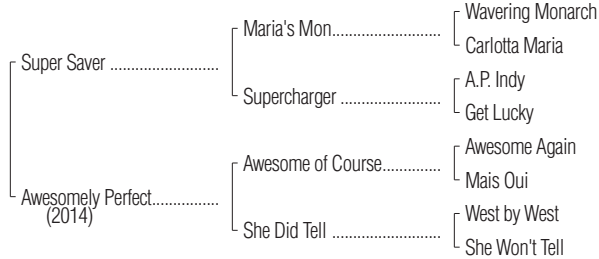 Wavering Monarch
Maria's Mon........................
Carlotta Maria
Super Saver ..........................
A.P. Indy
Supercharger ........................
Get Lucky
Awesome Again
Awesome of Course..............
Mais Oui
Awesomely Perfect................
(2014)
West by West
She Did Tell ..........................
She Won't Tell